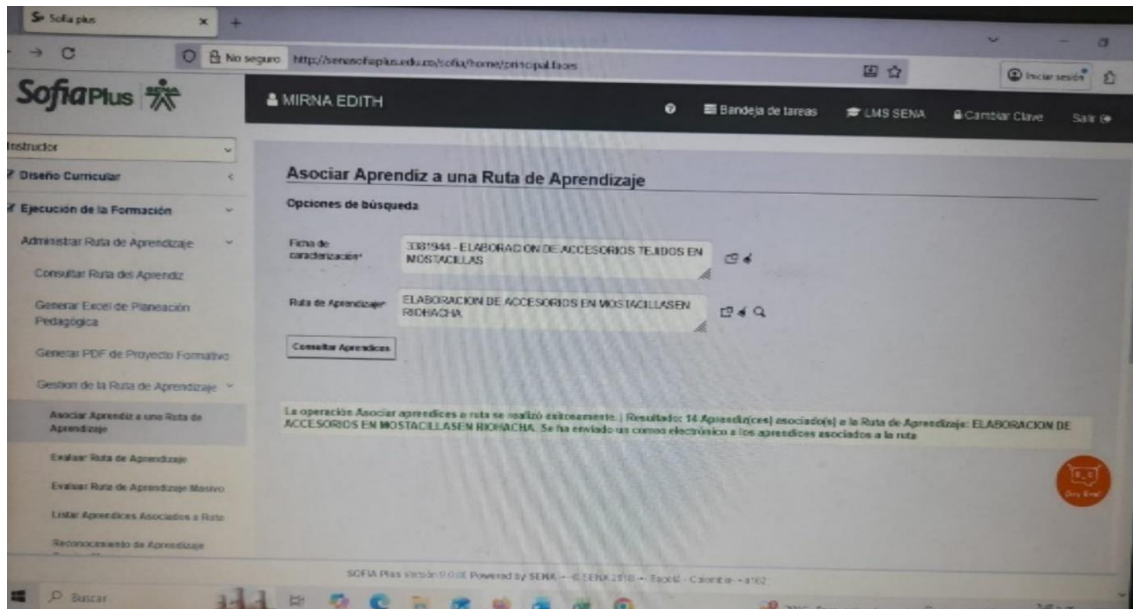 Sofia plus
No seguro http://senasofiaplus.edu.co/sofia/home/principal.faces
Iniciar sesión
SofiaPlus
MIRNA EDITH
Bandeja de tareas
LMS SENA
Cambiar Clave
Salir
Instructor
Diseño Curricular
Ejecución de la Formación
Administrar Ruta de Aprendizaje
Consultar Ruta del Aprendiz
Generar Excel de Planeación
Pedagógica
Generar PDF de Proyecto Formativo
Gestion de la Ruta de Aprendizaje
Asociar Aprendiz a una Ruta de
Aprendizaje
Evaluar Ruta de Aprendizaje
Evaluar Ruta de Aprendizaje Masivo
Listar Aprendices Asociados a Ruta
Reconocimiento de Aprendizaje
Asociar Aprendiz a una Ruta de Aprendizaje
Opciones de búsqueda
Ficha de
caracterización*
3381944 - ELABORACION DE ACCESORIOS TEJIDOS EN
MOSTACILLAS
Ruta de Aprendizaje*
ELABORACION DE ACCESORIOS EN MOSTACILLASEN
RIOHACHA
Consultar Aprendices
La operación Asociar aprendices a ruta se realizó exitosamente. | Resultado: 14 Aprendiz(ces) asociado(s) a la Ruta de Aprendizaje: ELABORACION DE
ACCESORIOS EN MOSTACILLASEN RIOHACHA. Se ha enviado un correo electrónico a los aprendices asociados a la ruta
SOFIA Plus Versión Powered by SENA
Buscar